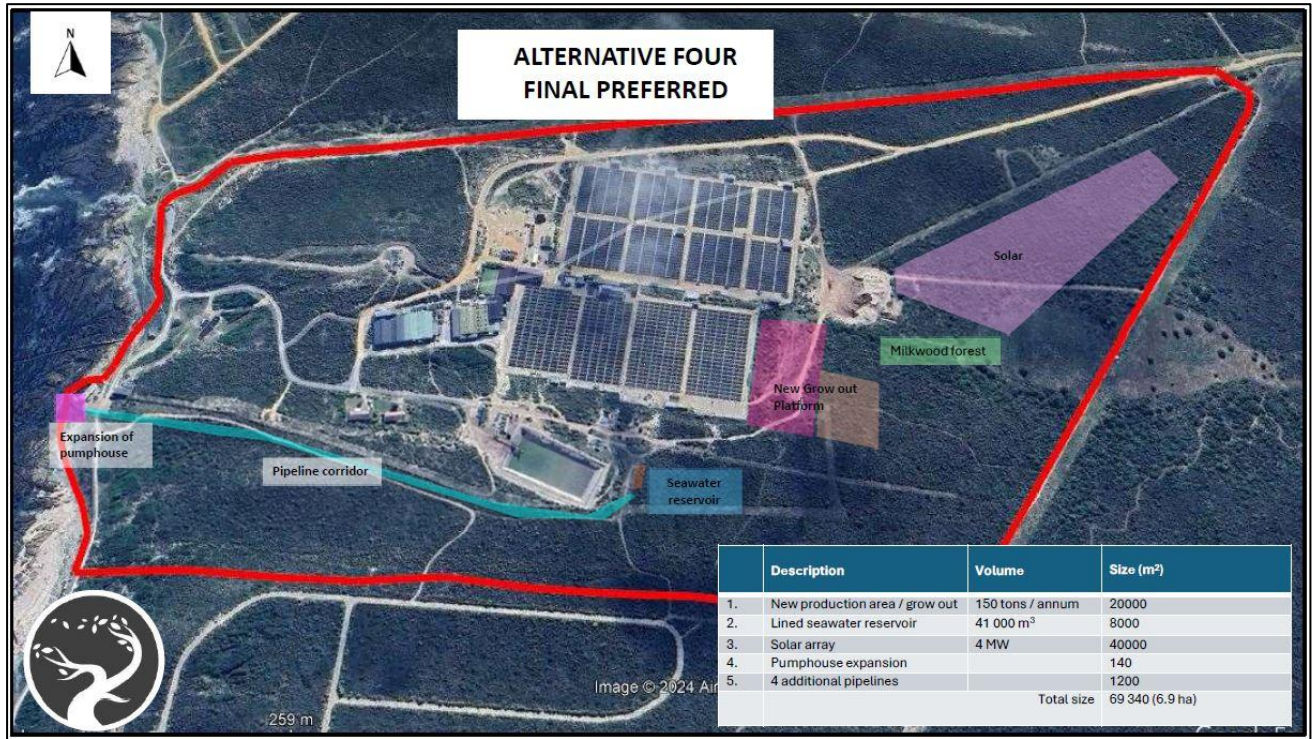 N
ALTERNATIVE FOUR
FINAL PREFERRED
Solar
Milkwood forest
New Grow out
Platform
Expansion of
pumphouse
Pipeline corridor
Seawater
reservoir
Description Volume Size (m²)
1. New production area / grow out 150 tons / annum 20000
2. Lined seawater reservoir 41 000 m³ 8000
3. Solar array 4 MW 40000
4. Pumphouse expansion 140
5. 4 additional pipelines 1200
Total size 69 340 (6.9 ha)
Image © 2024
259 m